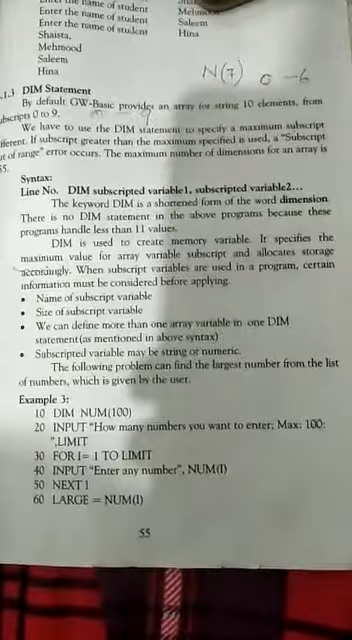 Enter the name of student
Enter the name of student
Enter the name of student
Shaista,
Mehmood
Saleem
Hina
Saleem
Hina
N(7) 0 – 6
.1.3 DIM Statement
By default GW-Basic provides an array for string 10 elements, from
ubscripts 0 to 9.
We have to use the DIM statement to specify a maximum subscript
fferent. If subscript greater than the maximum specified is used, a "Subscript
ut of range" error occurs. The maximum number of dimensions for an array is
55.
Syntax:
Line No. DIM subscripted variable1, subscripted variable2...
The keyword DIM is a shortened form of the word dimension.
There is no DIM statement in the above programs because these
programs handle less than 11 values.
DIM is used to create memory variable. It specifies the
maximum value for array variable subscript and allocates storage
accordingly. When subscript variables are used in a program, certain
information must be considered before applying.
• Name of subscript variable
• Size of subscript variable
• We can define more than one array variable in one DIM
statement(as mentioned in above syntax)
• Subscripted variable may be string or numeric.
The following problem can find the largest number from the list
of numbers, which is given by the user.
Example 3:
10 DIM NUM(100)
20 INPUT "How many numbers you want to enter; Max: 100:
",LIMIT
30 FOR I= 1 TO LIMIT
40 INPUT "Enter any number", NUM(I)
50 NEXT I
60 LARGE = NUM(I)
55